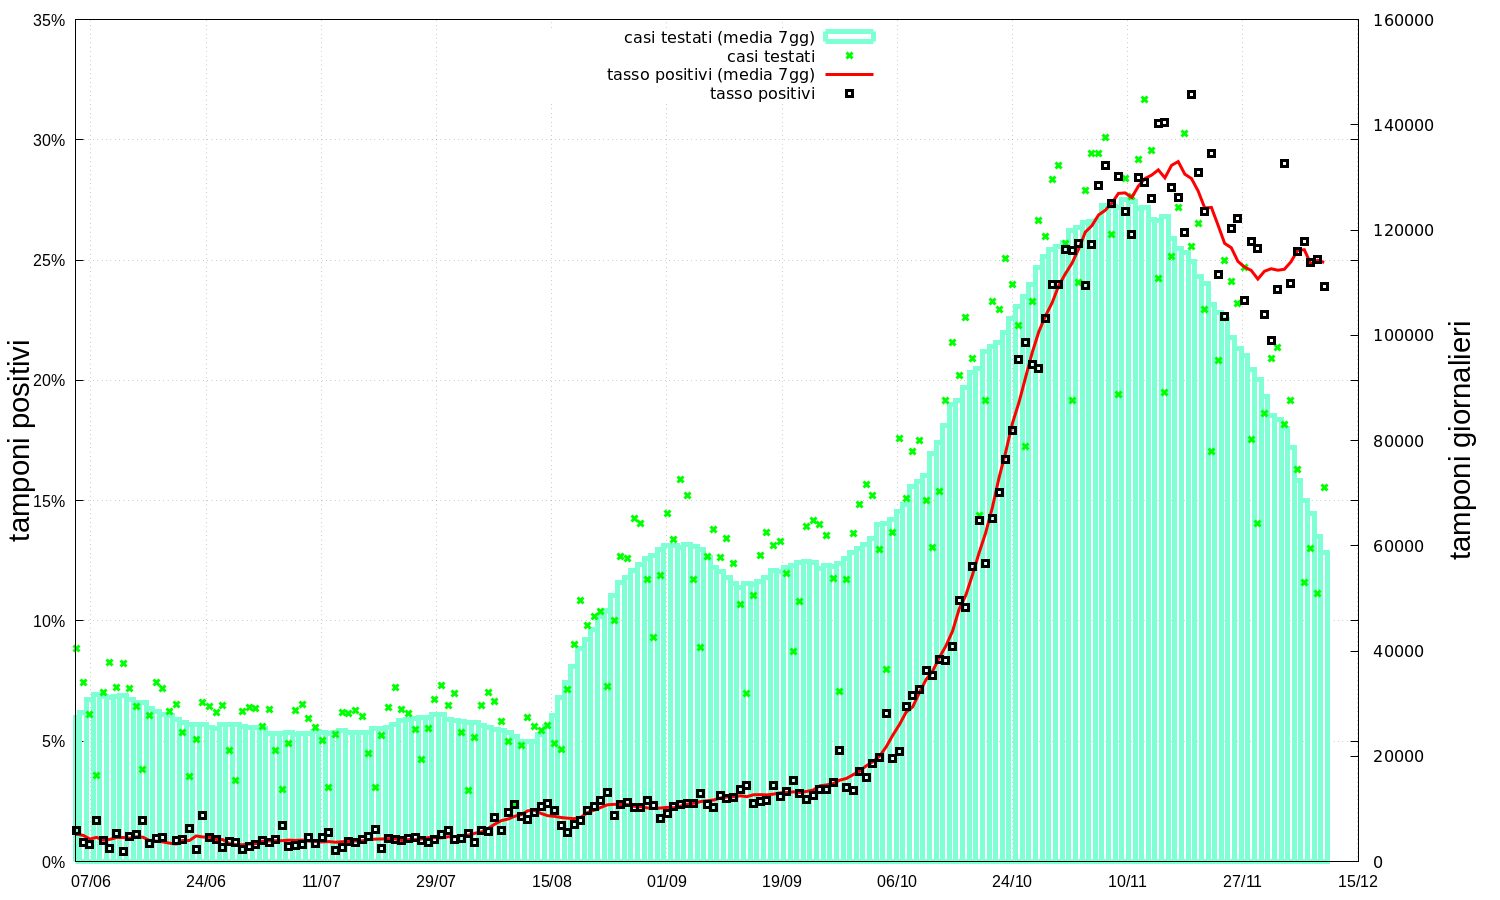 casi testati (media 7gg)
casi testati
tasso positivi (media 7gg)
tasso positivi
35%
30%
25%
20%
15%
10%
5%
0%
tamponi positivi
160000
140000
120000
100000
80000
60000
40000
20000
0
tamponi giornalieri
07/06 24/06 11/07 29/07 15/08 01/09 19/09 06/10 24/10 10/11 27/11 15/12